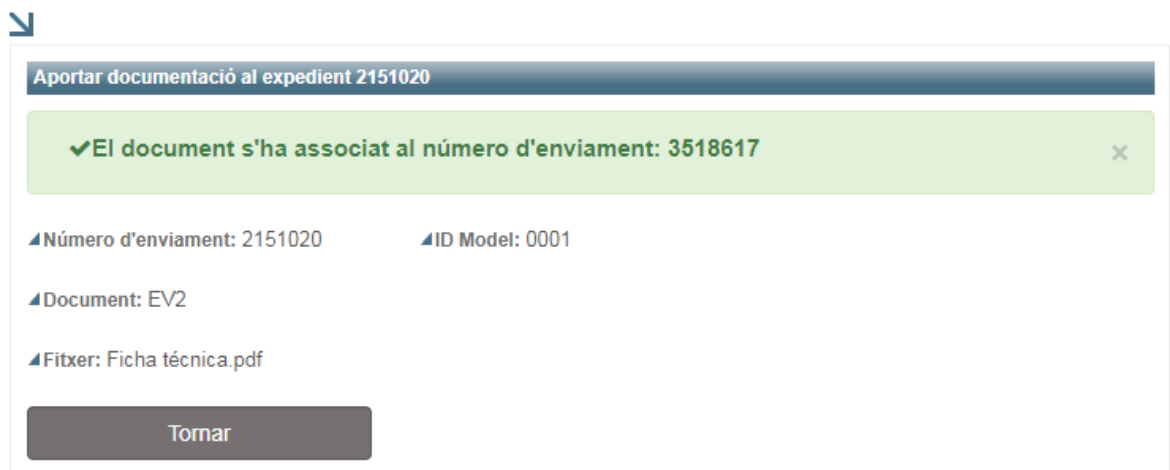 Aportar documentació al expedient 2151020
El document s'ha associat al número d'enviament: 3518617 ×
Número d'enviament: 2151020 ID Model: 0001
Document: EV2
Fitxer: Ficha técnica.pdf
Tornar